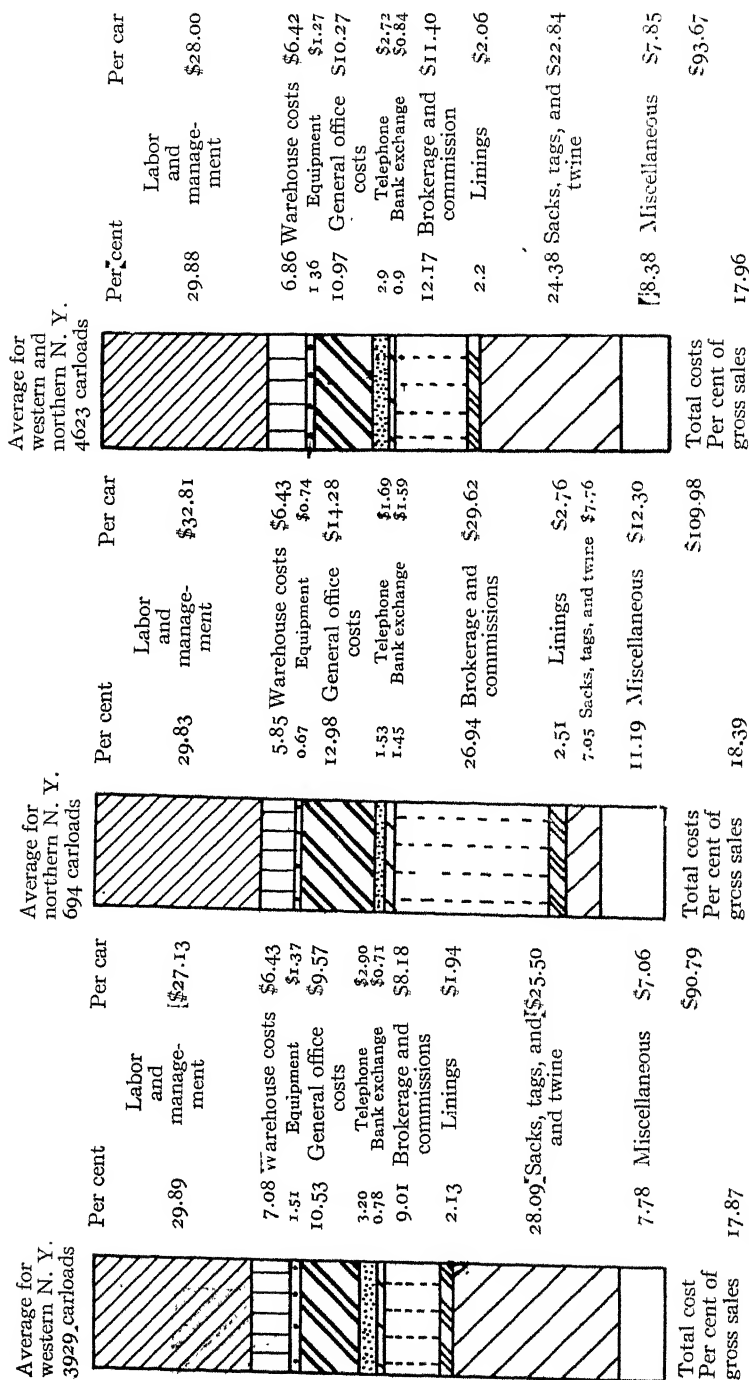 Average for
western N. Y.
3929 carloads
Per cent Per car
29.89 Labor
and
manage-
ment $27.13
7.08 Warehouse costs $6.43
1.51 Equipment $1.37
10.53 General office $9.57
costs
3.20 Telephone $2.90
0.78 Bank exchange $0.71
9.01 Brokerage and $8.18
commissions
2.13 Linings $1.94
28.09 Sacks, tags, and $25.50
and twine
7.78 Miscellaneous $7.06
Total cost $90.79
Per cent of
gross sales 17.87
Average for
northern N. Y.
694 carloads
Per cent Per car
29.83 Labor
and
manage-
ment $32.81
5.85 Warehouse costs $6.43
0.67 Equipment $0.74
12.98 General office $14.28
costs
1.53 Telephone $1.69
1.45 Bank exchange $1.59
26.94 Brokerage and $29.62
commissions
2.51 Linings $2.76
7.05 Sacks, tags, and twine $7.76
11.19 Miscellaneous $12.30
Total costs $109.98
Per cent of
gross sales 18.39
Average for
western and
northern N. Y.
4623 carloads
Per cent Per car
29.88 Labor
and
manage-
ment $28.00
6.86 Warehouse costs $6.42
1 36 Equipment $1.27
10.97 General office $10.27
costs
2.9 Telephone $2.72
0.9 Bank exchange $0.84
12.17 Brokerage and $11.40
commission
2.2 Linings $2.06
24.38 Sacks, tags, and $22.84
twine
8.38 Miscellaneous $7.85
Total costs $93.67
Per cent of
gross sales 17.96